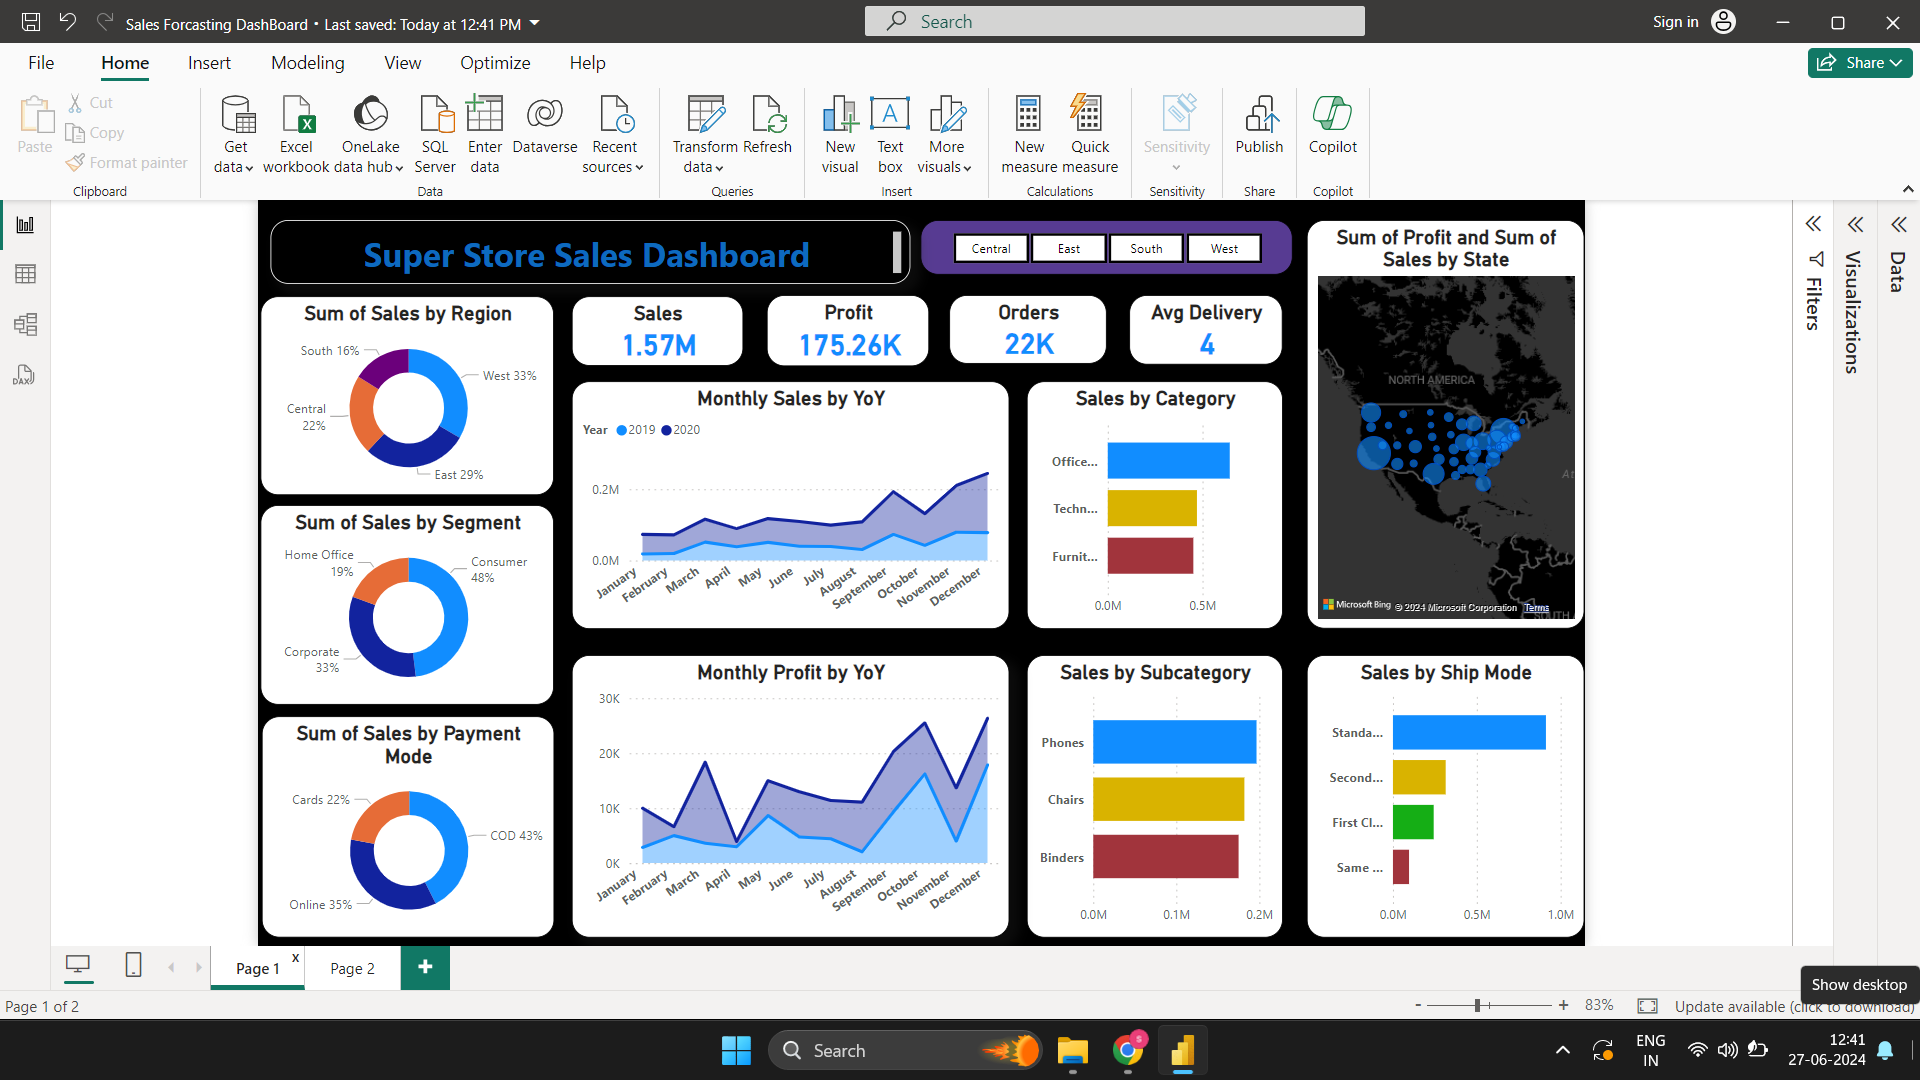 Sales Forcasting DashBoard • Last saved: Today at 12:41 PM
Search
Sign in
File
Home
Insert
Modeling
View
Optimize
Help
Share
Paste
Cut
Copy
Format painter
Clipboard
Get data
Excel workbook
OneLake data hub
SQL Server
Enter data
Dataverse
Recent sources
Data
Transform data
Refresh
Queries
New visual
Text box
More visuals
Insert
New measure
Quick measure
Calculations
Sensitivity
Sensitivity
Publish
Share
Copilot
Copilot
Super Store Sales Dashboard
Central
East
South
West
Sum of Sales by Region
South 16%
West 33%
Central
22%
East 29%
Sales
1.57M
Profit
175.26K
Orders
22K
Avg Delivery
4
Sum of Profit and Sum of
Sales by State
NORTH AMERICA
At
Microsoft Bing
© 2024 Microsoft Corporation Terms
SOUTH
Sum of Sales by Segment
Home Office
19%
Consumer
48%
Corporate
33%
Monthly Sales by YoY
Year 2019 2020
0.2M
0.0M
January
February
March
April
May
June
July
August
September
October
November
December
Sales by Category
Office...
Techn...
Furnit...
0.0M
0.5M
Sum of Sales by Payment
Mode
Cards 22%
COD 43%
Online 35%
Monthly Profit by YoY
30K
20K
10K
0K
January
February
March
April
May
June
July
August
September
October
November
December
Sales by Subcategory
Phones
Chairs
Binders
0.0M
0.1M
0.2M
Sales by Ship Mode
Standa...
Second...
First Cl...
Same ...
0.0M
0.5M
1.0M
Filters
Visualizations
Data
DAX
Page 1
x
Page 2
+
Show desktop
Page 1 of 2
- + 83%
Update available (click to download)
Search
S
ENG
IN
12:41
27-06-2024